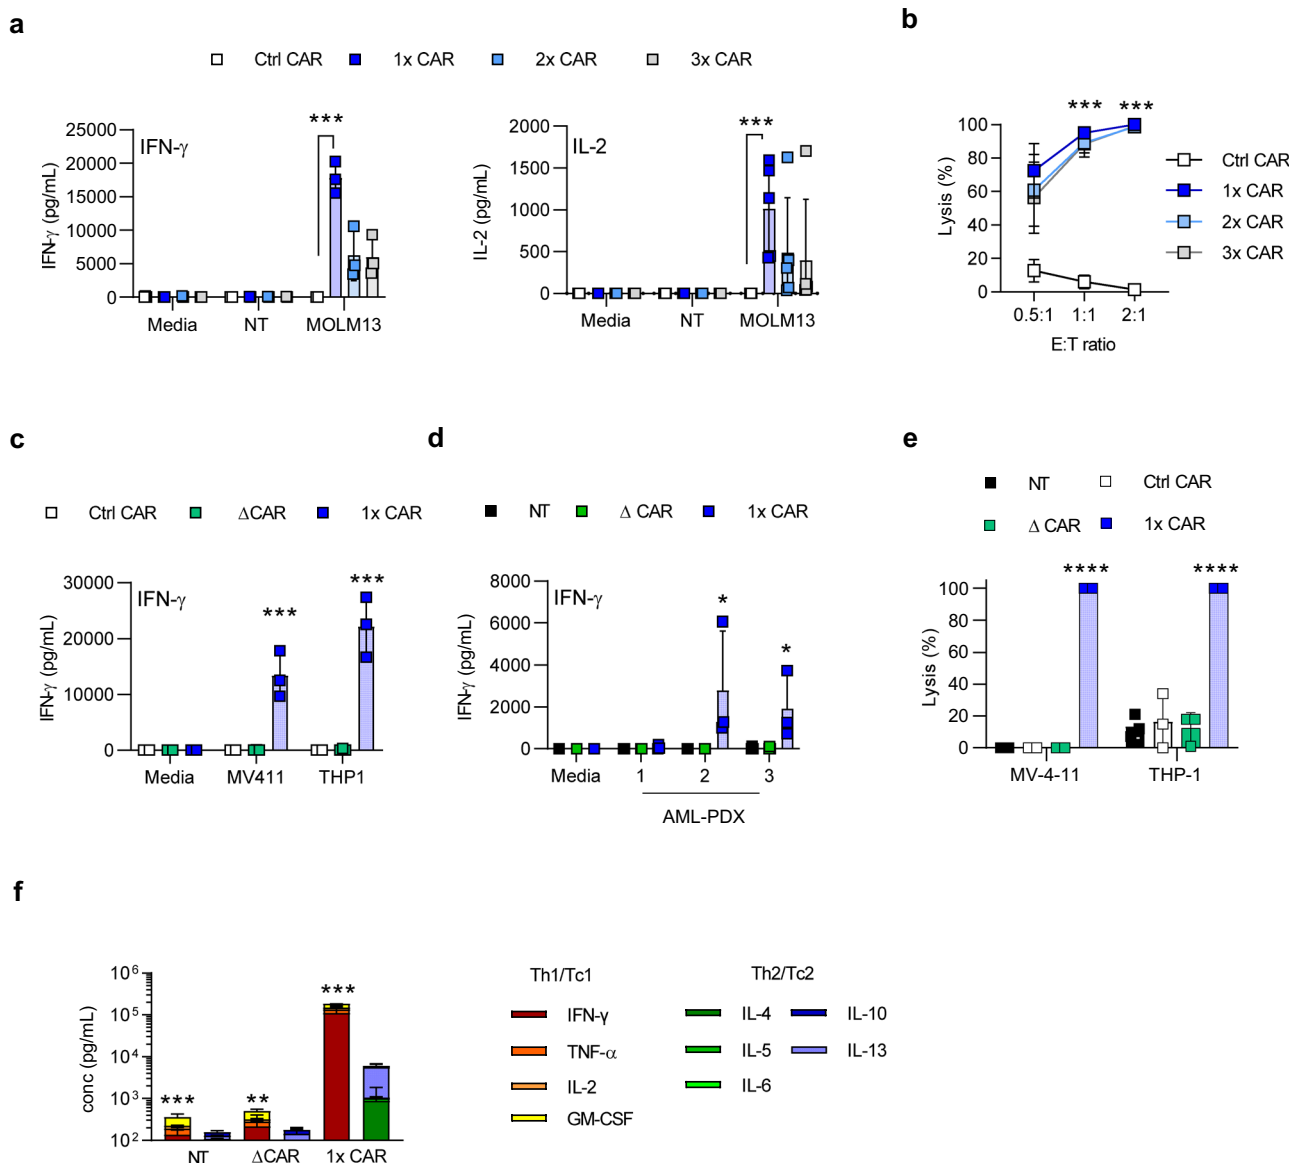 a
Ctrl CAR 1x CAR 2x CAR 3x CAR
IFN-γ (pg/mL)
25000
20000
15000
10000
5000
0
IFN-γ
***
Media NT MOLM13
IL-2 (pg/mL)
2000
1500
1000
500
0
IL-2
***
Media NT MOLM13
b
Lysis (%)
100
80
60
40
20
0
*** ***
0.5:1 1:1 2:1
E:T ratio
Ctrl CAR
1x CAR
2x CAR
3x CAR
c
Ctrl CAR ΔCAR 1x CAR
IFN-γ (pg/mL)
30000
20000
10000
0
IFN-γ
***
***
Media MV411 THP1
d
NT Δ CAR 1x CAR
IFN-γ (pg/mL)
8000
6000
4000
2000
0
IFN-γ
*
*
Media 1 2 3
AML-PDX
e
NT Ctrl CAR
Δ CAR 1x CAR
Lysis (%)
100
80
60
40
20
0
**** ****
MV-4-11 THP-1
f
conc (pg/mL)
10⁶
10⁵
10⁴
10³
10²
***
**
***
NT ΔCAR 1x CAR
Th1/Tc1 Th2/Tc2
IFN-γ IL-4 IL-10
TNF-α IL-5 IL-13
IL-2 IL-6
GM-CSF